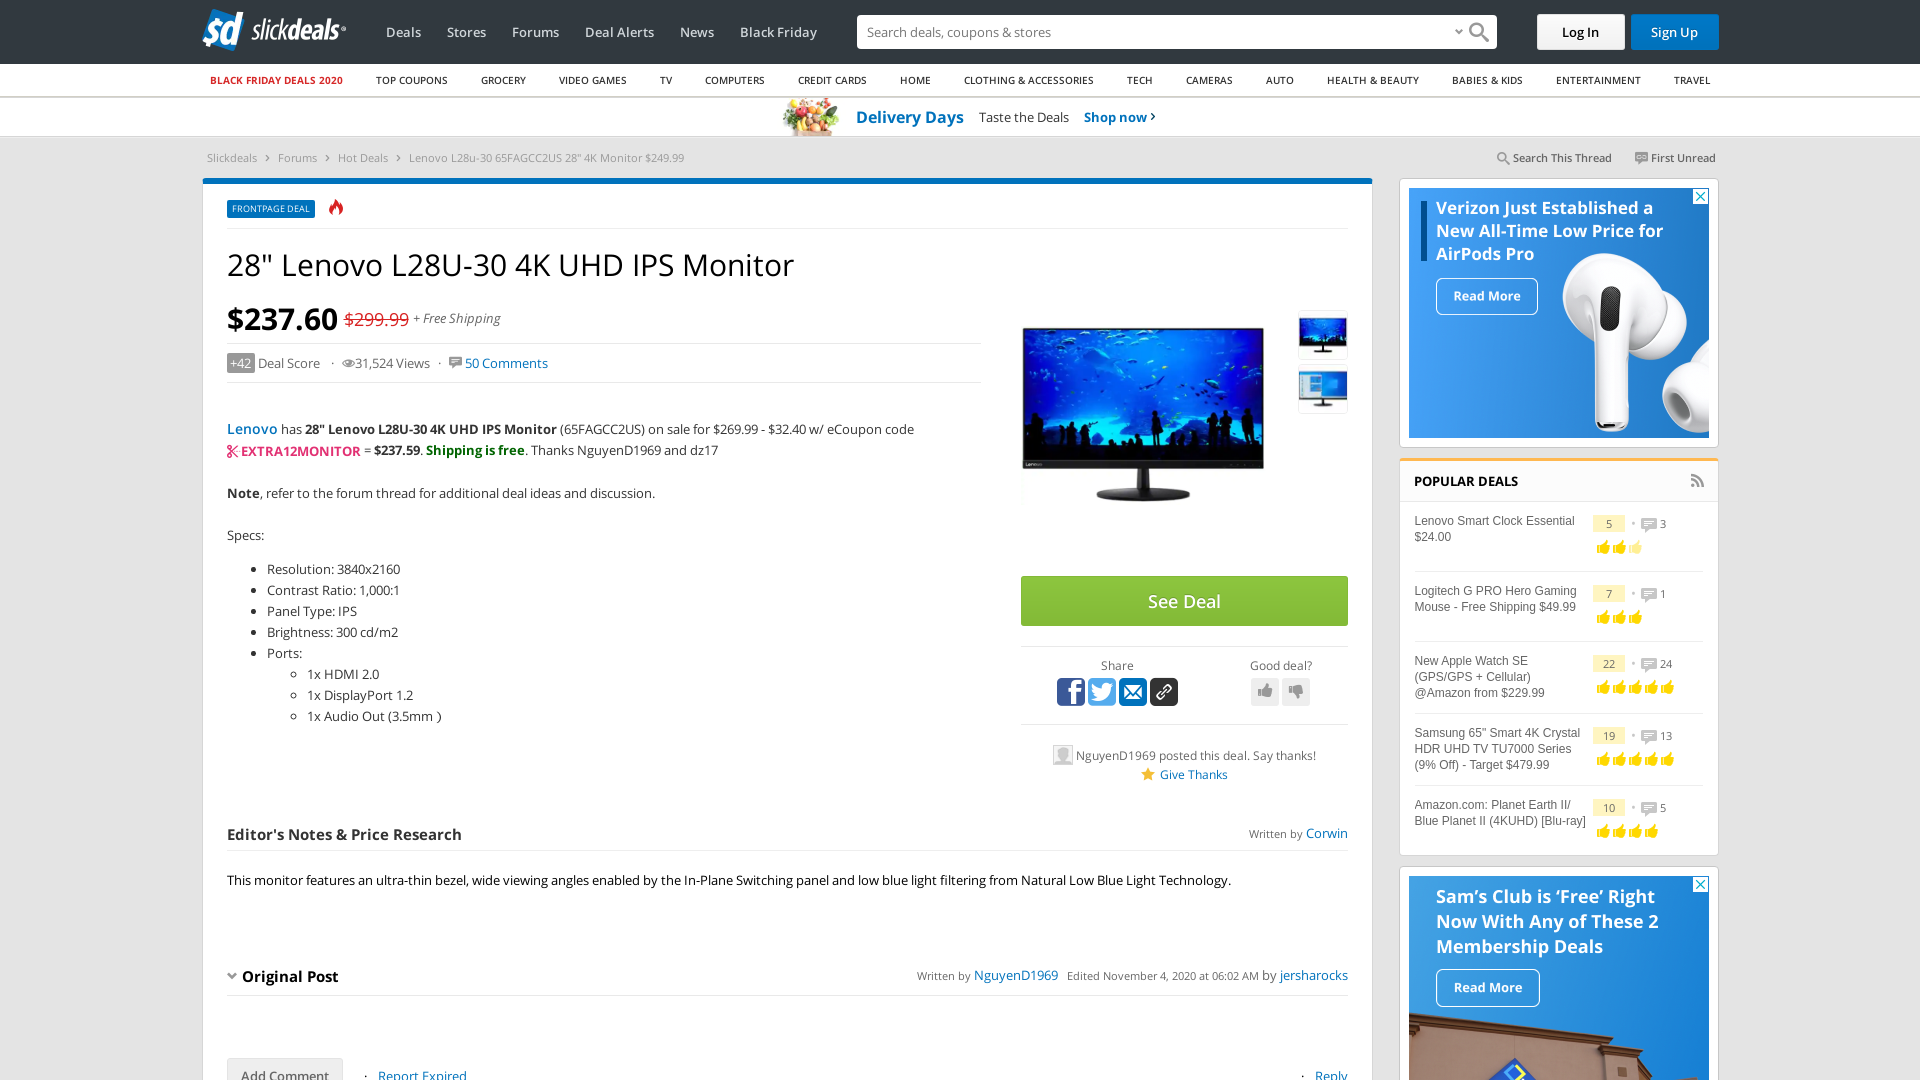 sd slickdeals
Deals Stores Forums Deal Alerts News Black Friday
Search deals, coupons & stores
Log In
Sign Up
BLACK FRIDAY DEALS 2020 TOP COUPONS GROCERY VIDEO GAMES TV COMPUTERS CREDIT CARDS HOME CLOTHING & ACCESSORIES TECH CAMERAS AUTO HEALTH & BEAUTY BABIES & KIDS ENTERTAINMENT TRAVEL
Delivery Days Taste the Deals Shop now
Slickdeals Forums Hot Deals Lenovo L28u-30 65FAGCC2US 28" 4K Monitor $249.99
Search This Thread First Unread
FRONTPAGE DEAL
28" Lenovo L28U-30 4K UHD IPS Monitor
$237.60 $299.99 + Free Shipping
+42 Deal Score · 31,524 Views · 50 Comments
Lenovo has 28" Lenovo L28U-30 4K UHD IPS Monitor (65FAGCC2US) on sale for $269.99 - $32.40 w/ eCoupon code
EXTRA12MONITOR = $237.59. Shipping is free. Thanks NguyenD1969 and dz17
Note, refer to the forum thread for additional deal ideas and discussion.
Specs:
Resolution: 3840x2160
Contrast Ratio: 1,000:1
Panel Type: IPS
Brightness: 300 cd/m2
Ports:
1x HDMI 2.0
1x DisplayPort 1.2
1x Audio Out (3.5mm )
Lenovo
See Deal
Share
Good deal?
NguyenD1969 posted this deal. Say thanks!
Give Thanks
Editor's Notes & Price Research
Written by Corwin
This monitor features an ultra-thin bezel, wide viewing angles enabled by the In-Plane Switching panel and low blue light filtering from Natural Low Blue Light Technology.
Original Post
Written by NguyenD1969 Edited November 4, 2020 at 06:02 AM by jersharocks
Add Comment · Report Expired · Reply
Verizon Just Established a
New All-Time Low Price for
AirPods Pro
Read More
POPULAR DEALS
Lenovo Smart Clock Essential
$24.00
5 • 3
Logitech G PRO Hero Gaming
Mouse - Free Shipping $49.99
7 • 1
New Apple Watch SE
(GPS/GPS + Cellular)
@Amazon from $229.99
22 • 24
Samsung 65" Smart 4K Crystal
HDR UHD TV TU7000 Series
(9% Off) - Target $479.99
19 • 13
Amazon.com: Planet Earth II/
Blue Planet II (4KUHD) [Blu-ray]
10 • 5
Sam's Club is 'Free' Right
Now With Any of These 2
Membership Deals
Read More